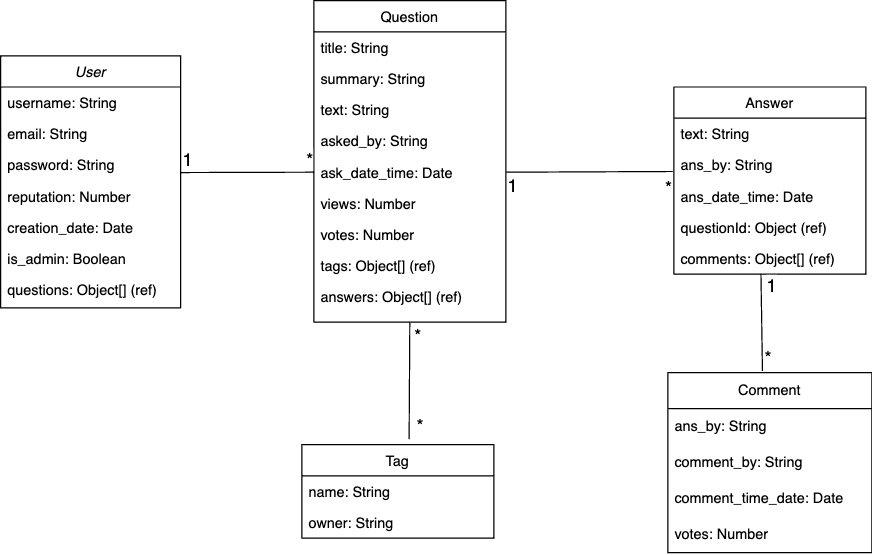 User
username: String
email: String
password: String
reputation: Number
creation_date: Date
is_admin: Boolean
questions: Object[] (ref)
1
*
Question
title: String
summary: String
text: String
asked_by: String
ask_date_time: Date
views: Number
votes: Number
tags: Object[] (ref)
answers: Object[] (ref)
1
*
Answer
text: String
ans_by: String
ans_date_time: Date
questionId: Object (ref)
comments: Object[] (ref)
*
*
Tag
name: String
owner: String
1
*
Comment
ans_by: String
comment_by: String
comment_time_date: Date
votes: Number